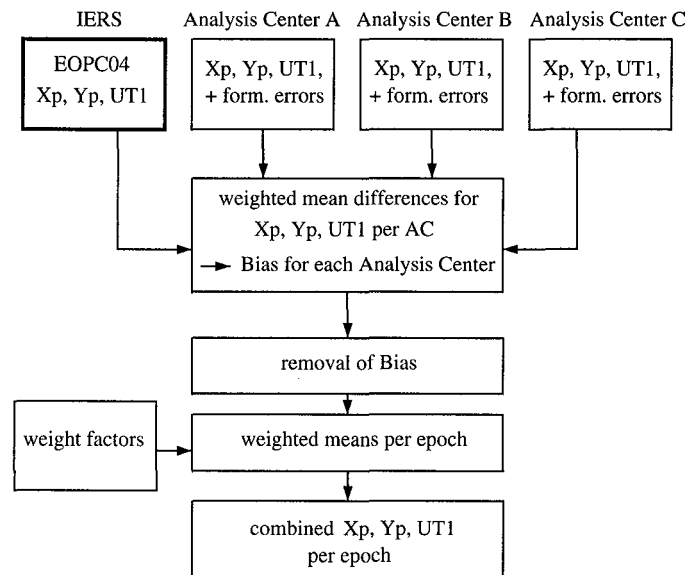 IERS
Analysis Center A
Analysis Center B
Analysis Center C
EOPC04
Xp, Yp, UT1
Xp, Yp, UT1,
+ form. errors
Xp, Yp, UT1,
+ form. errors
Xp, Yp, UT1,
+ form. errors
weighted mean differences for
Xp, Yp, UT1 per AC
→ Bias for each Analysis Center
removal of Bias
weight factors
weighted means per epoch
combined Xp, Yp, UT1
per epoch